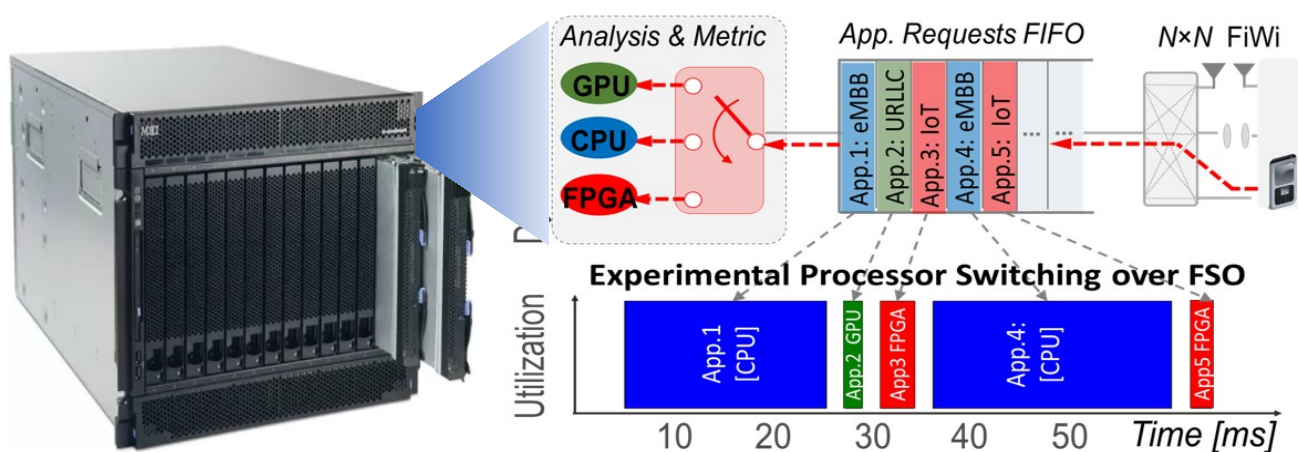 Analysis & Metric
App. Requests FIFO
N×N FiWi
GPU
CPU
FPGA
App.1: eMBB
App.2: URLLC
App.3: IoT
App.4: eMBB
App.5: IoT
... ...
Experimental Processor Switching over FSO
Utilization
App.1
[CPU]
App.2 GPU
App3 FPGA
App.4:
[CPU]
App5 FPGA
10 20 30 40 50 Time [ms]